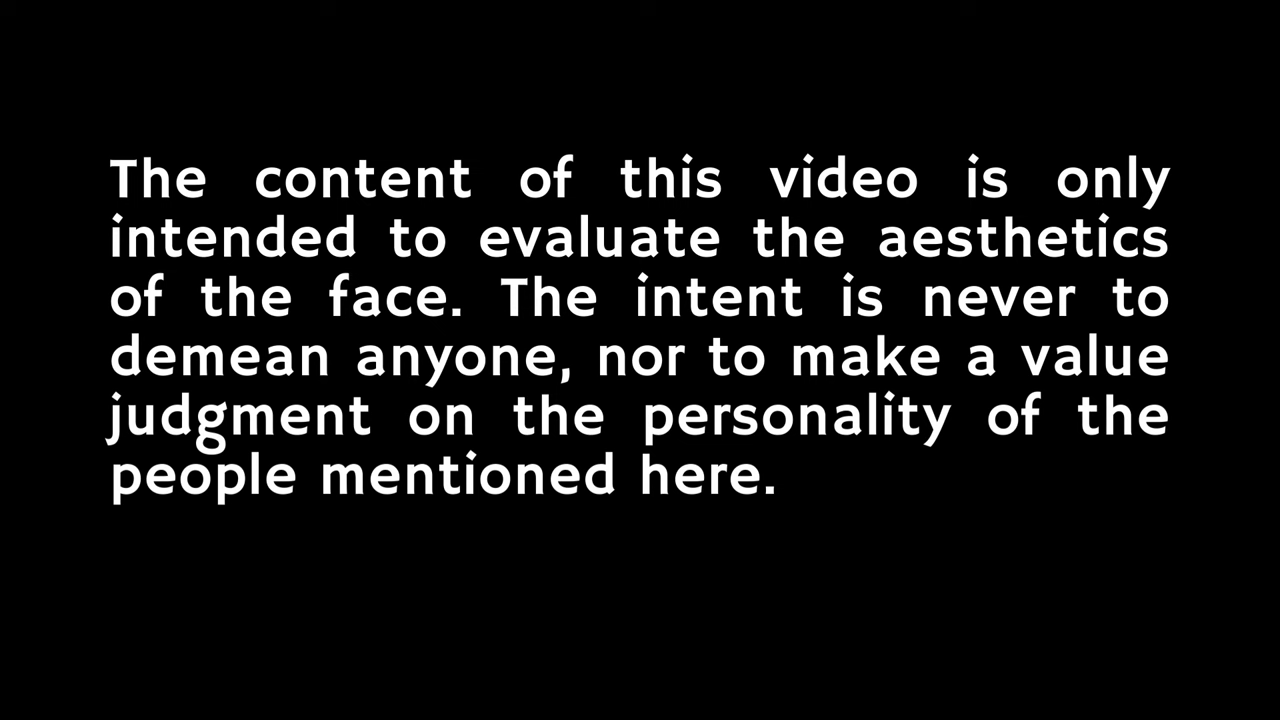 The content of this video is only
intended to evaluate the aesthetics
of the face. The intent is never to
demean anyone, nor to make a value
judgment on the personality of the
people mentioned here.